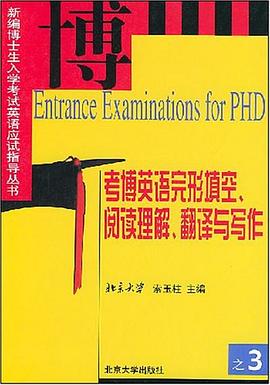 新编博士生入学考试英语应试指导丛书
博
Entrance Examinations for PHD
考博英语完形填空、
阅读理解、翻译与写作
北京大学 索玉柱 主编
之3
北京大学出版社